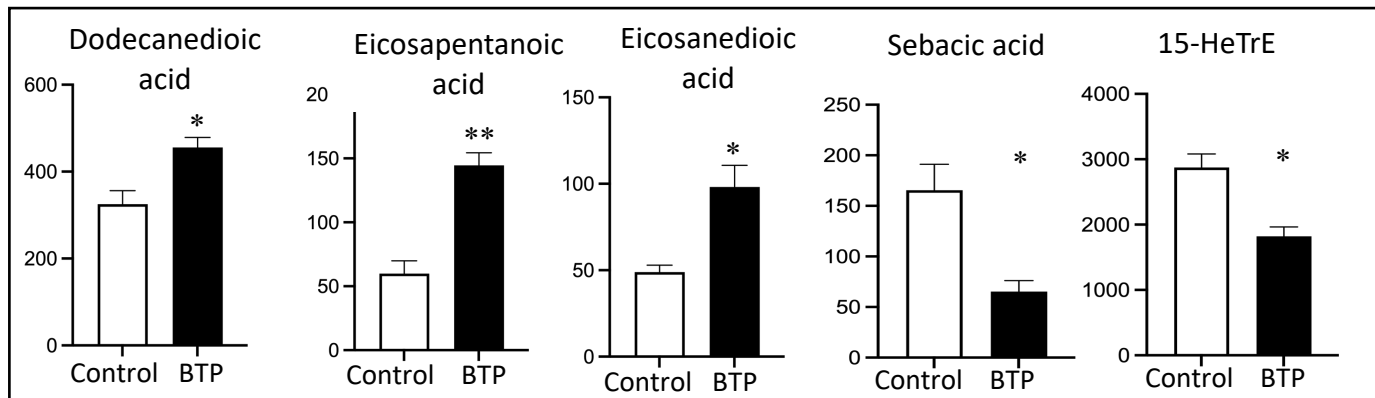 Dodecanedioic
acid
600
400
200
0
*
Control BTP
Eicosapentanoic
acid
20
150
100
50
0
**
Control BTP
Eicosanedioic
acid
150
100
50
0
*
Control BTP
Sebacic acid
250
200
150
100
50
0
*
Control BTP
15-HeTrE
4000
3000
2000
1000
0
*
Control BTP